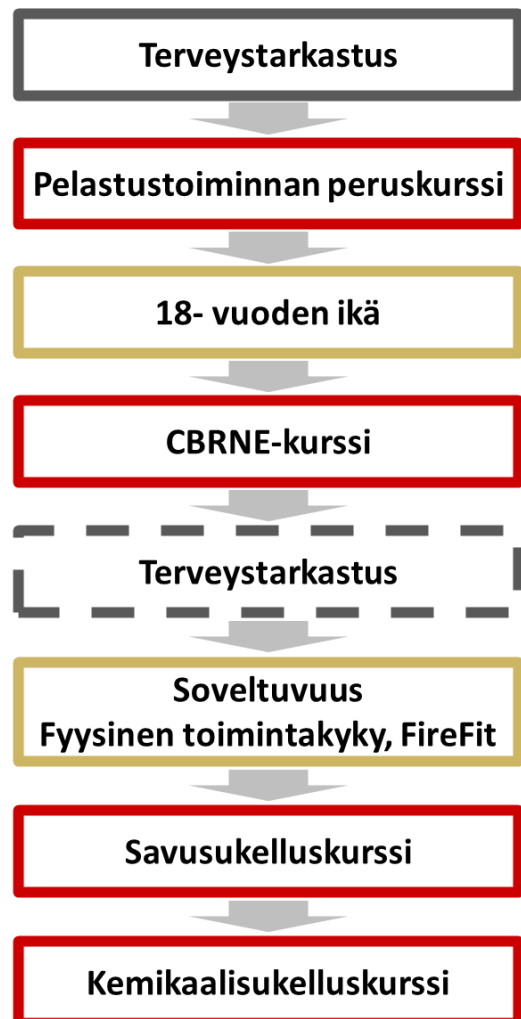 Terveystarkastus
Pelastustoiminnan peruskurssi
18- vuoden ikä
CBRNE-kurssi
Terveystarkastus
Soveltuvuus
Fyysinen toimintakyky, FireFit
Savusukelluskurssi
Kemikaalisukelluskurssi